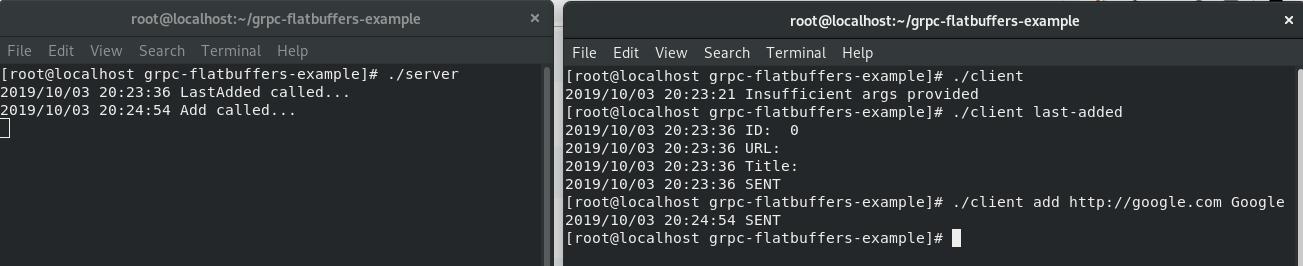 root@localhost:~/grpc-flatbuffers-example ×
File Edit View Search Terminal Help
[root@localhost grpc-flatbuffers-example]# ./server
2019/10/03 20:23:36 LastAdded called...
2019/10/03 20:24:54 Add called...
root@localhost:~/grpc-flatbuffers-example ×
File Edit View Search Terminal Help
[root@localhost grpc-flatbuffers-example]# ./client
2019/10/03 20:23:21 Insufficient args provided
[root@localhost grpc-flatbuffers-example]# ./client last-added
2019/10/03 20:23:36 ID:  0
2019/10/03 20:23:36 URL:
2019/10/03 20:23:36 Title:
2019/10/03 20:23:36 SENT
[root@localhost grpc-flatbuffers-example]# ./client add http://google.com Google
2019/10/03 20:24:54 SENT
[root@localhost grpc-flatbuffers-example]#